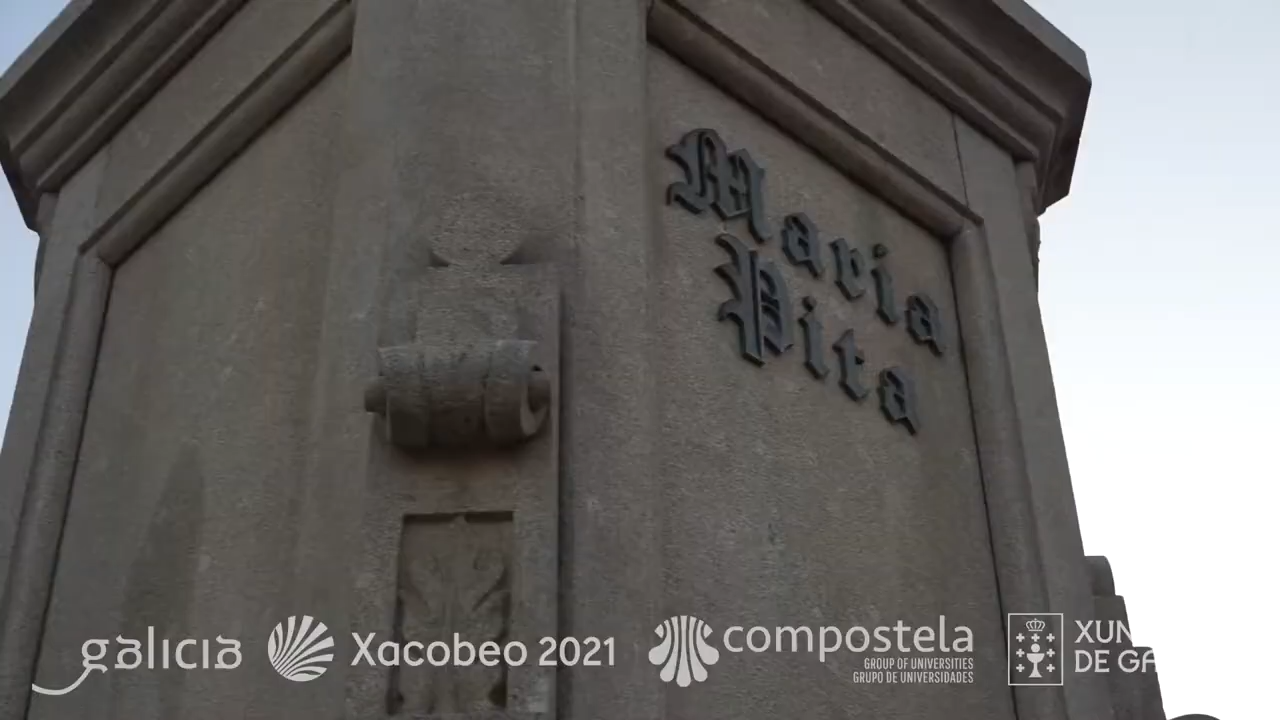 Maria
Pita
galicia
Xacobeo 2021
compostela
GROUP OF UNIVERSITIES
GRUPO DE UNIVERSIDADES
XUN
DE GA